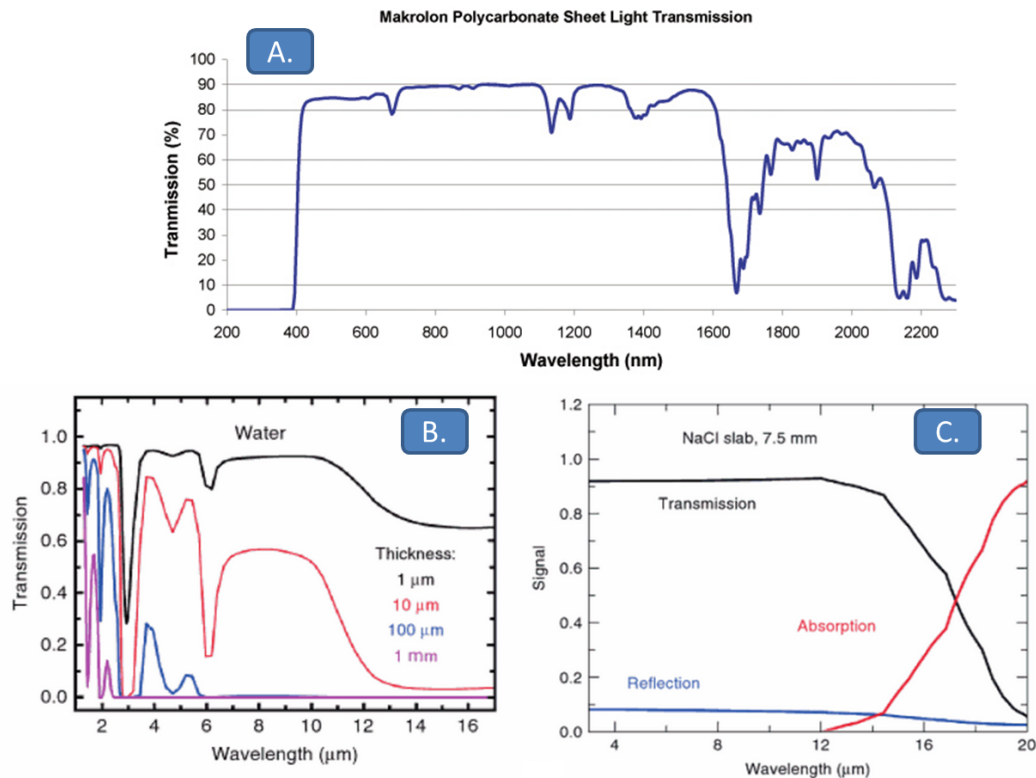 Makrolon Polycarbonate Sheet Light Transmission
A.
100
90
80
70
60
50
40
30
20
10
0
Tranmission (%)
200 400 600 800 1000 1200 1400 1600 1800 2000 2200
Wavelength (nm)
B.
Water
1.0
0.8
0.6
0.4
0.2
0.0
Transmission
Thickness:
1 μm
10 μm
100 μm
1 mm
2 4 6 8 10 12 14 16
Wavelength (μm)
C.
NaCl slab, 7.5 mm
1.2
1.0
0.8
0.6
0.4
0.2
0.0
Signal
Transmission
Absorption
Reflection
4 8 12 16 20
Wavelength (μm)